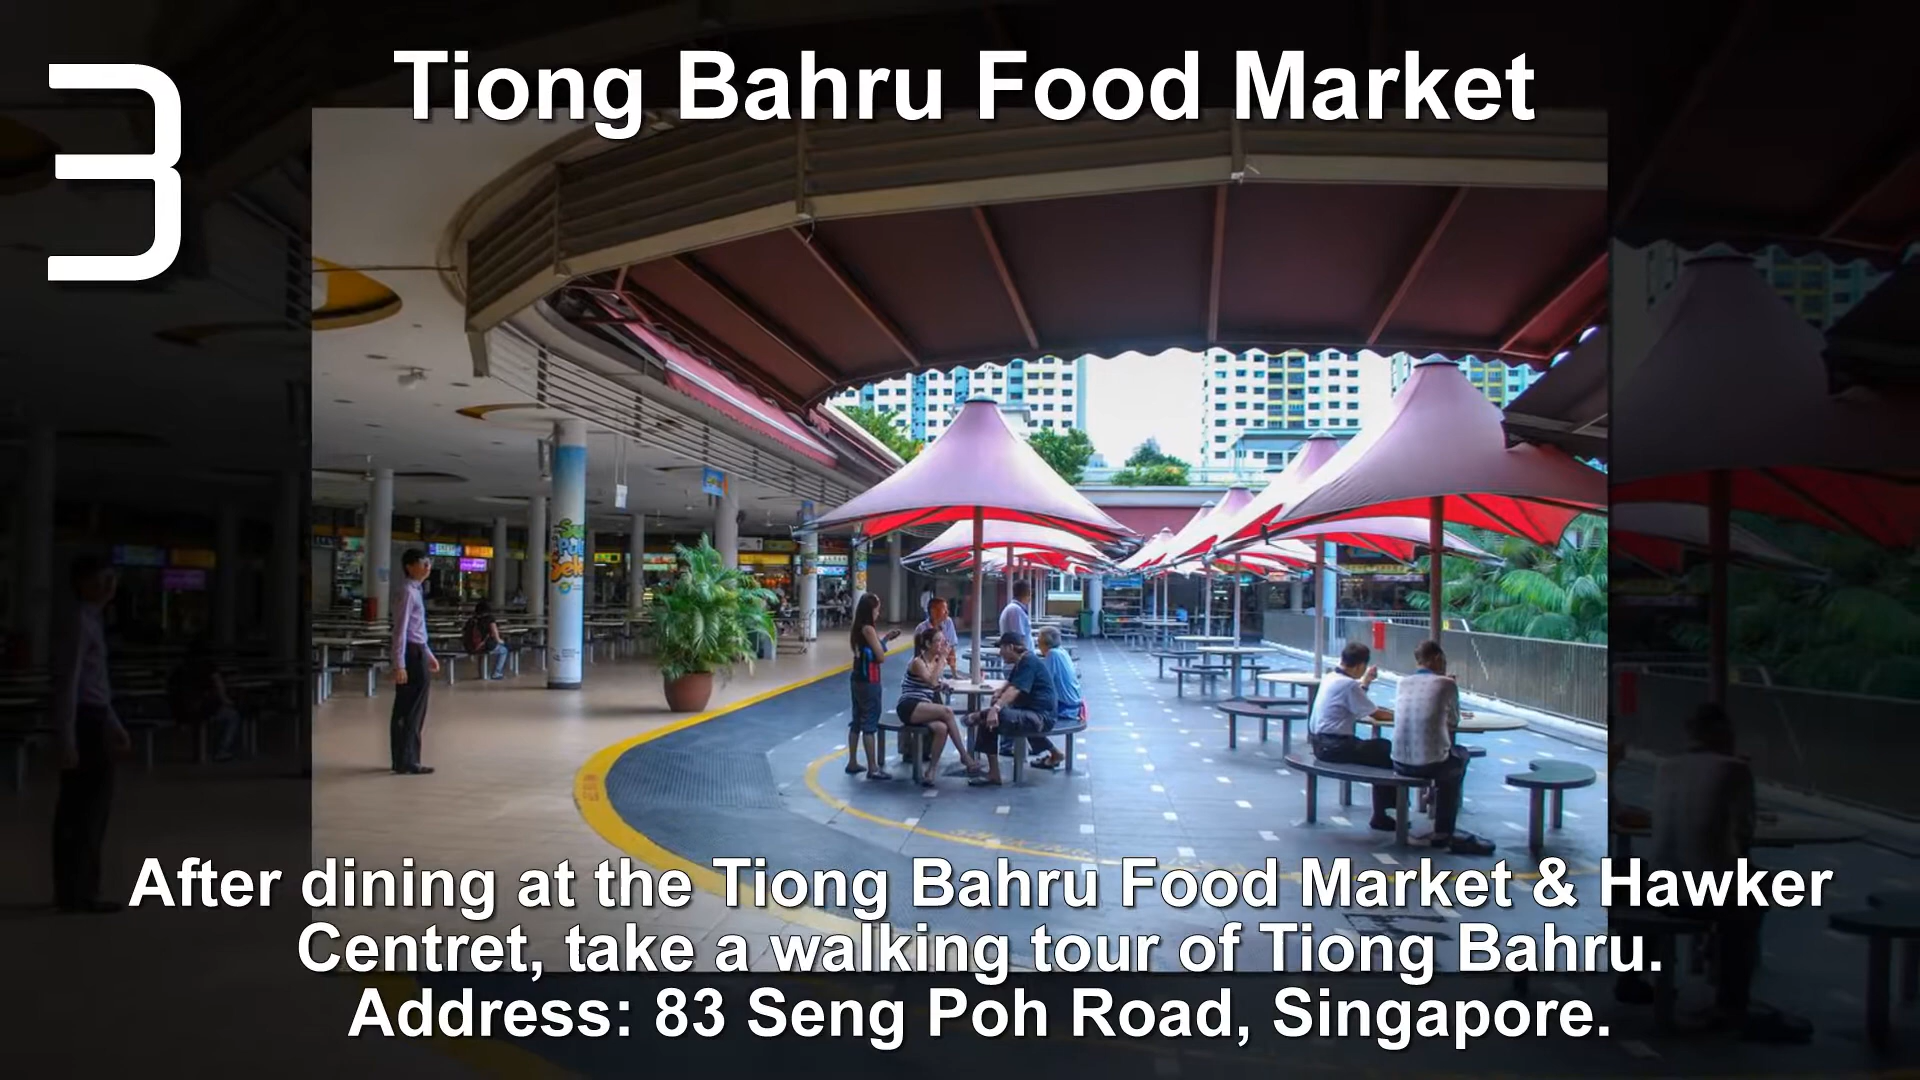 3
Tiong Bahru Food Market
After dining at the Tiong Bahru Food Market & Hawker
Centret, take a walking tour of Tiong Bahru.
Address: 83 Seng Poh Road, Singapore.